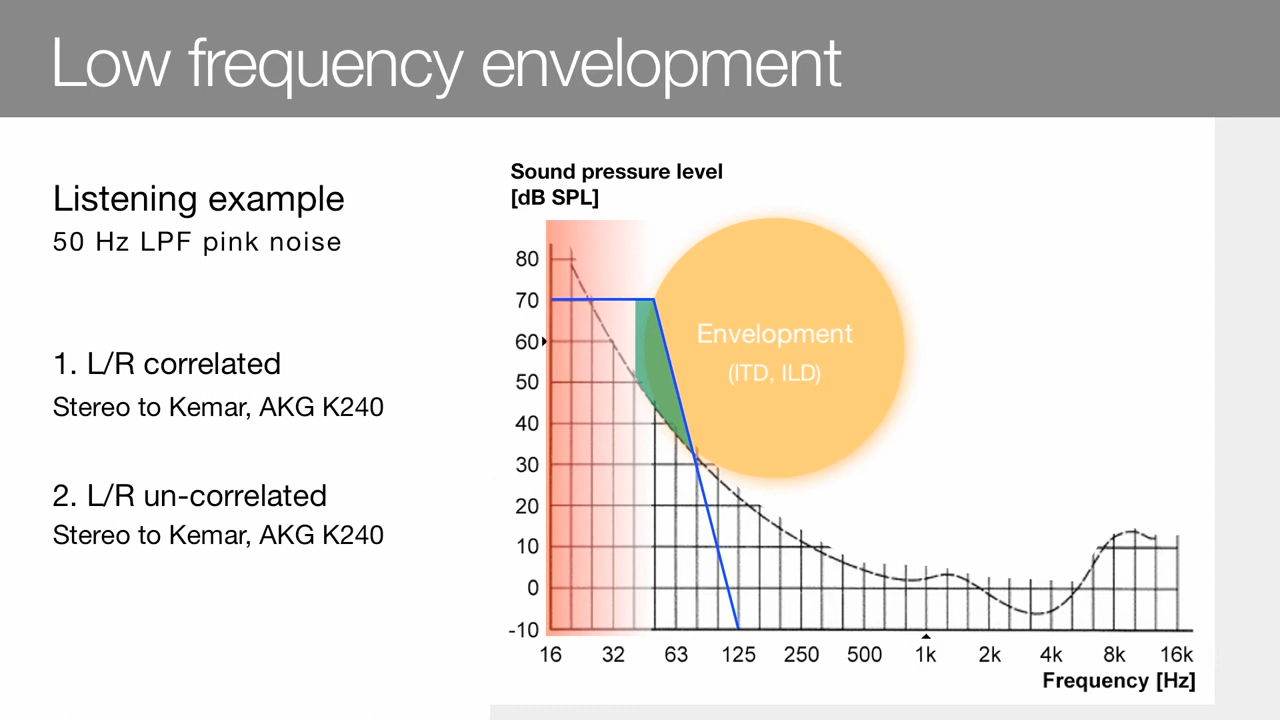 Low frequency envelopment
Listening example
50 Hz LPF pink noise
1. L/R correlated
Stereo to Kemar, AKG K240
2. L/R un-correlated
Stereo to Kemar, AKG K240
Sound pressure level
[dB SPL]
80
70
60
50
40
30
20
10
0
-10
Envelopment
(ITD, ILD)
16 32 63 125 250 500 1k 2k 4k 8k 16k
Frequency [Hz]